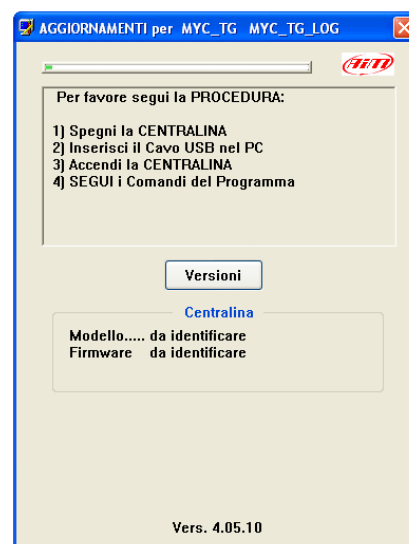 AGGIORNAMENTI per MYC_TG MYC_TG_LOG
AiM
Per favore segui la PROCEDURA:
1) Spegni la CENTRALINA
2) Inserisci il Cavo USB nel PC
3) Accendi la CENTRALINA
4) SEGUI i Comandi del Programma
Versioni
Centralina
Modello..... da identificare
Firmware da identificare
Vers. 4.05.10